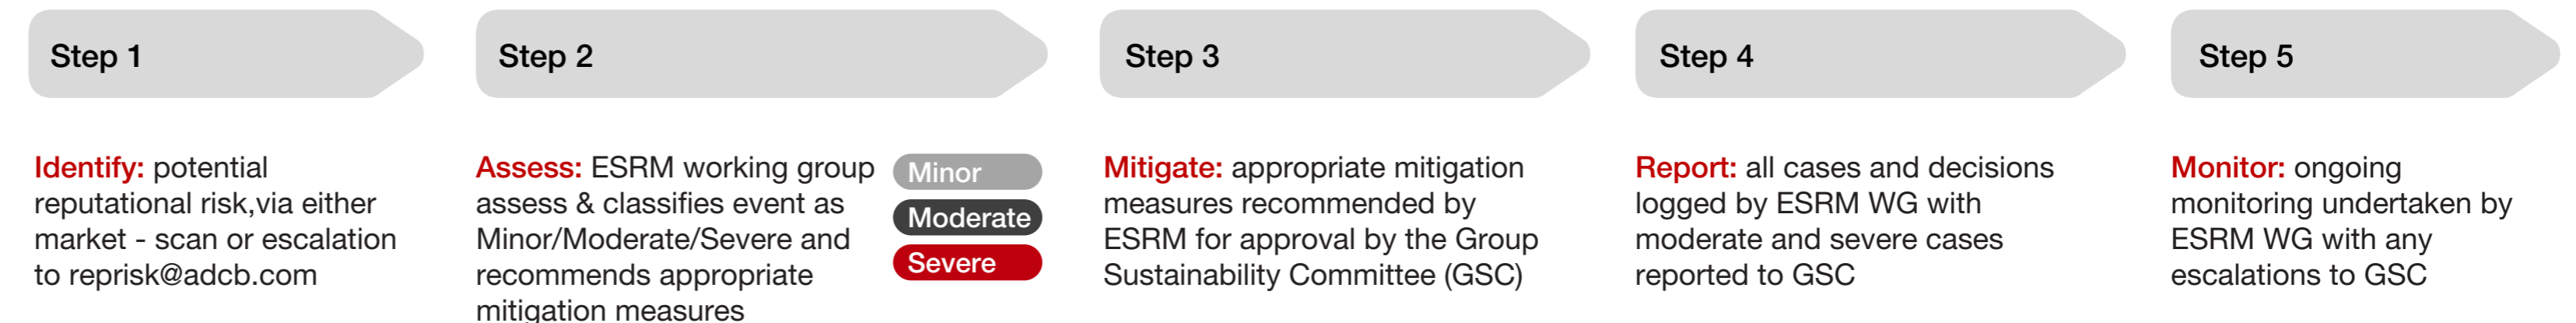 Step 1
Identify: potential
reputational risk,via either
market - scan or escalation
to reprisk@adcb.com
Step 2
Assess: ESRM working group
assess & classifies event as
Minor/Moderate/Severe and
recommends appropriate
mitigation measures
Minor
Moderate
Severe
Step 3
Mitigate: appropriate mitigation
measures recommended by
ESRM for approval by the Group
Sustainability Committee (GSC)
Step 4
Report: all cases and decisions
logged by ESRM WG with
moderate and severe cases
reported to GSC
Step 5
Monitor: ongoing
monitoring undertaken by
ESRM WG with any
escalations to GSC